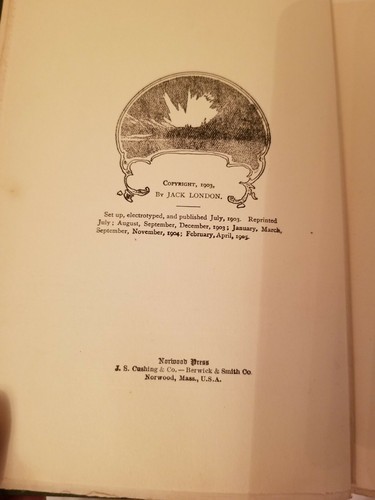 COPYRIGHT, 1903,
BY JACK LONDON.
Set up, electrotyped, and published July, 1903. Reprinted
July; August, September, December, 1903; January, March,
September, November, 1904; February, April, 1905.
Norwood Press
J. S. Cushing & Co. — Berwick & Smith Co.
Norwood, Mass., U.S.A.